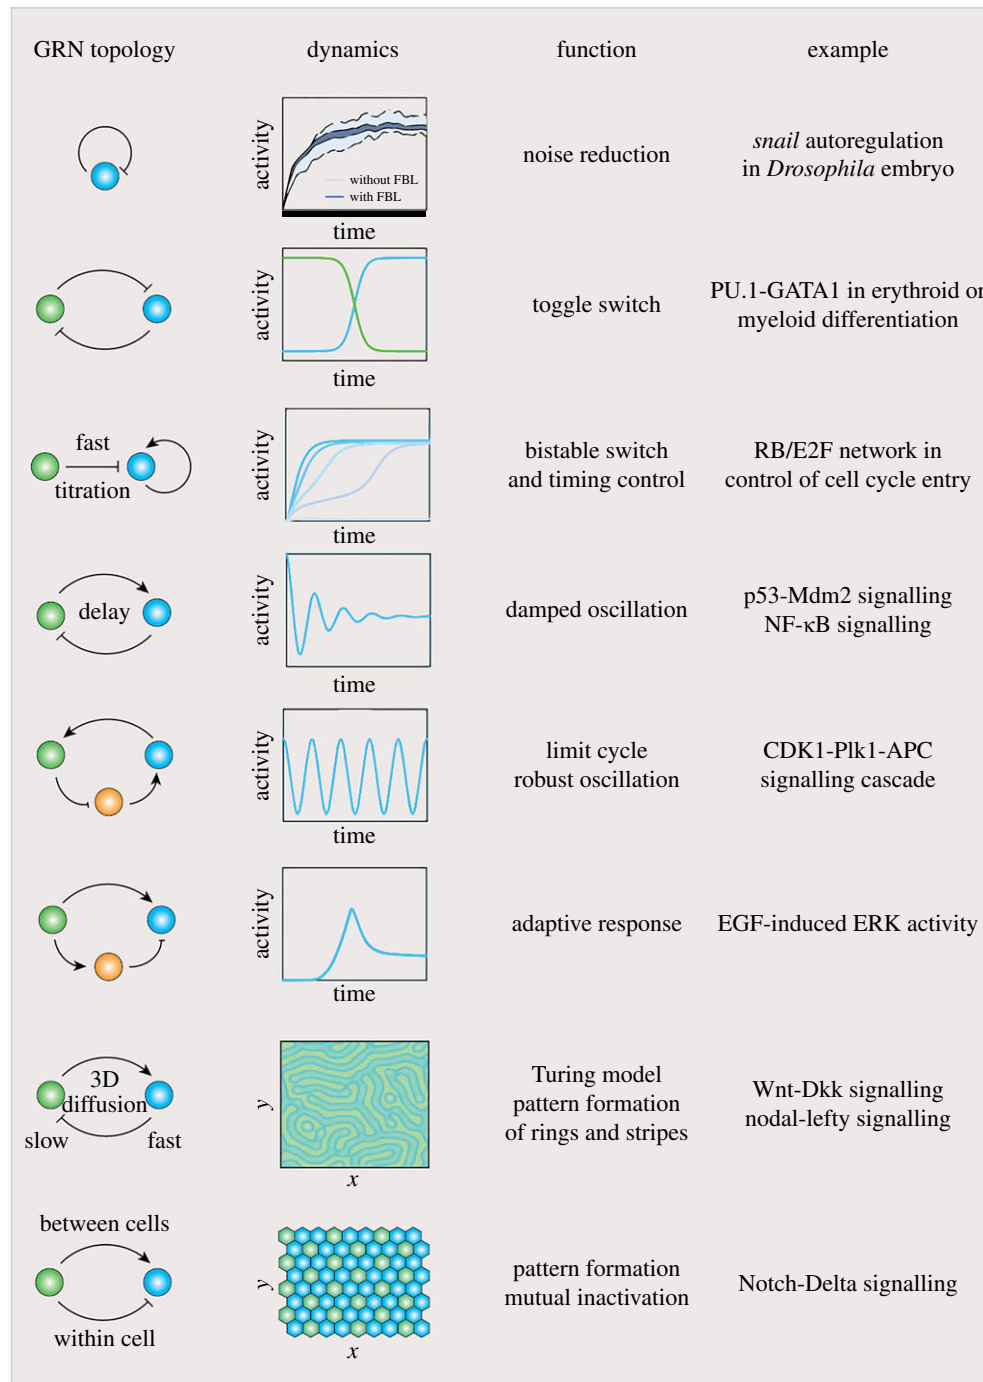 GRN topology
dynamics
function
example
activity
without FBL
with FBL
time
noise reduction
snail autoregulation
in Drosophila embryo
activity
time
toggle switch
PU.1-GATA1 in erythroid or
myeloid differentiation
fast
titration
activity
bistable switch
and timing control
RB/E2F network in
control of cell cycle entry
delay
activity
time
damped oscillation
p53-Mdm2 signalling
NF-κB signalling
activity
time
limit cycle
robust oscillation
CDK1-Plk1-APC
signalling cascade
activity
time
adaptive response
EGF-induced ERK activity
3D
diffusion
slow
fast
y
x
Turing model
pattern formation
of rings and stripes
Wnt-Dkk signalling
nodal-lefty signalling
between cells
within cell
y
x
pattern formation
mutual inactivation
Notch-Delta signalling